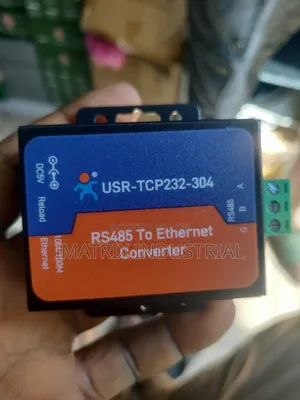 USR-TCP232-304
RS485 To Ethernet
Converter
MATRIX INDUSTRIAL
DC5V
Reload
10M/100M
Ethernet
RS485
G B A